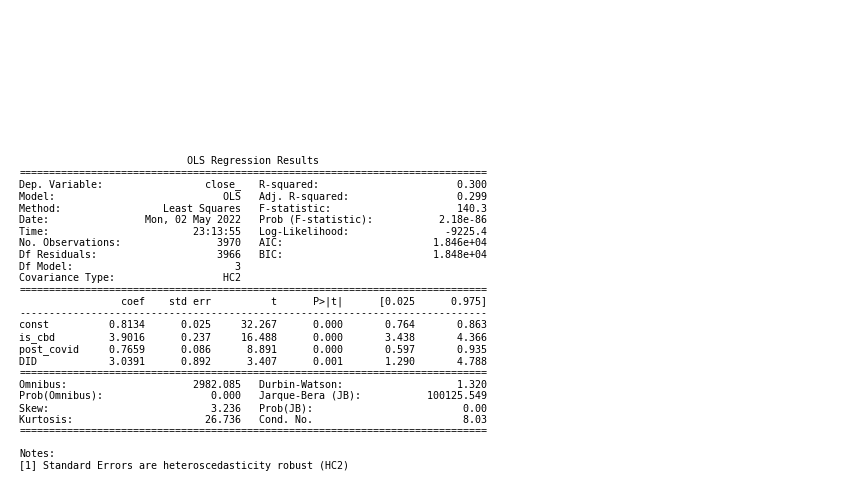 OLS Regression Results
==============================================================================
Dep. Variable:                 close_   R-squared:                       0.300
Model:                            OLS   Adj. R-squared:                  0.299
Method:                 Least Squares   F-statistic:                     140.3
Date:                Mon, 02 May 2022   Prob (F-statistic):           2.18e-86
Time:                        23:13:55   Log-Likelihood:                -9225.4
No. Observations:                3970   AIC:                         1.846e+04
Df Residuals:                    3966   BIC:                         1.848e+04
Df Model:                           3
Covariance Type:                  HC2
==============================================================================
                 coef    std err          t      P>|t|      [0.025      0.975]
------------------------------------------------------------------------------
const          0.8134      0.025     32.267      0.000       0.764       0.863
is_cbd         3.9016      0.237     16.488      0.000       3.438       4.366
post_covid     0.7659      0.086      8.891      0.000       0.597       0.935
DID            3.0391      0.892      3.407      0.001       1.290       4.788
==============================================================================
Omnibus:                     2982.085   Durbin-Watson:                   1.320
Prob(Omnibus):                  0.000   Jarque-Bera (JB):           100125.549
Skew:                           3.236   Prob(JB):                         0.00
Kurtosis:                      26.736   Cond. No.                         8.03
==============================================================================

Notes:
[1] Standard Errors are heteroscedasticity robust (HC2)